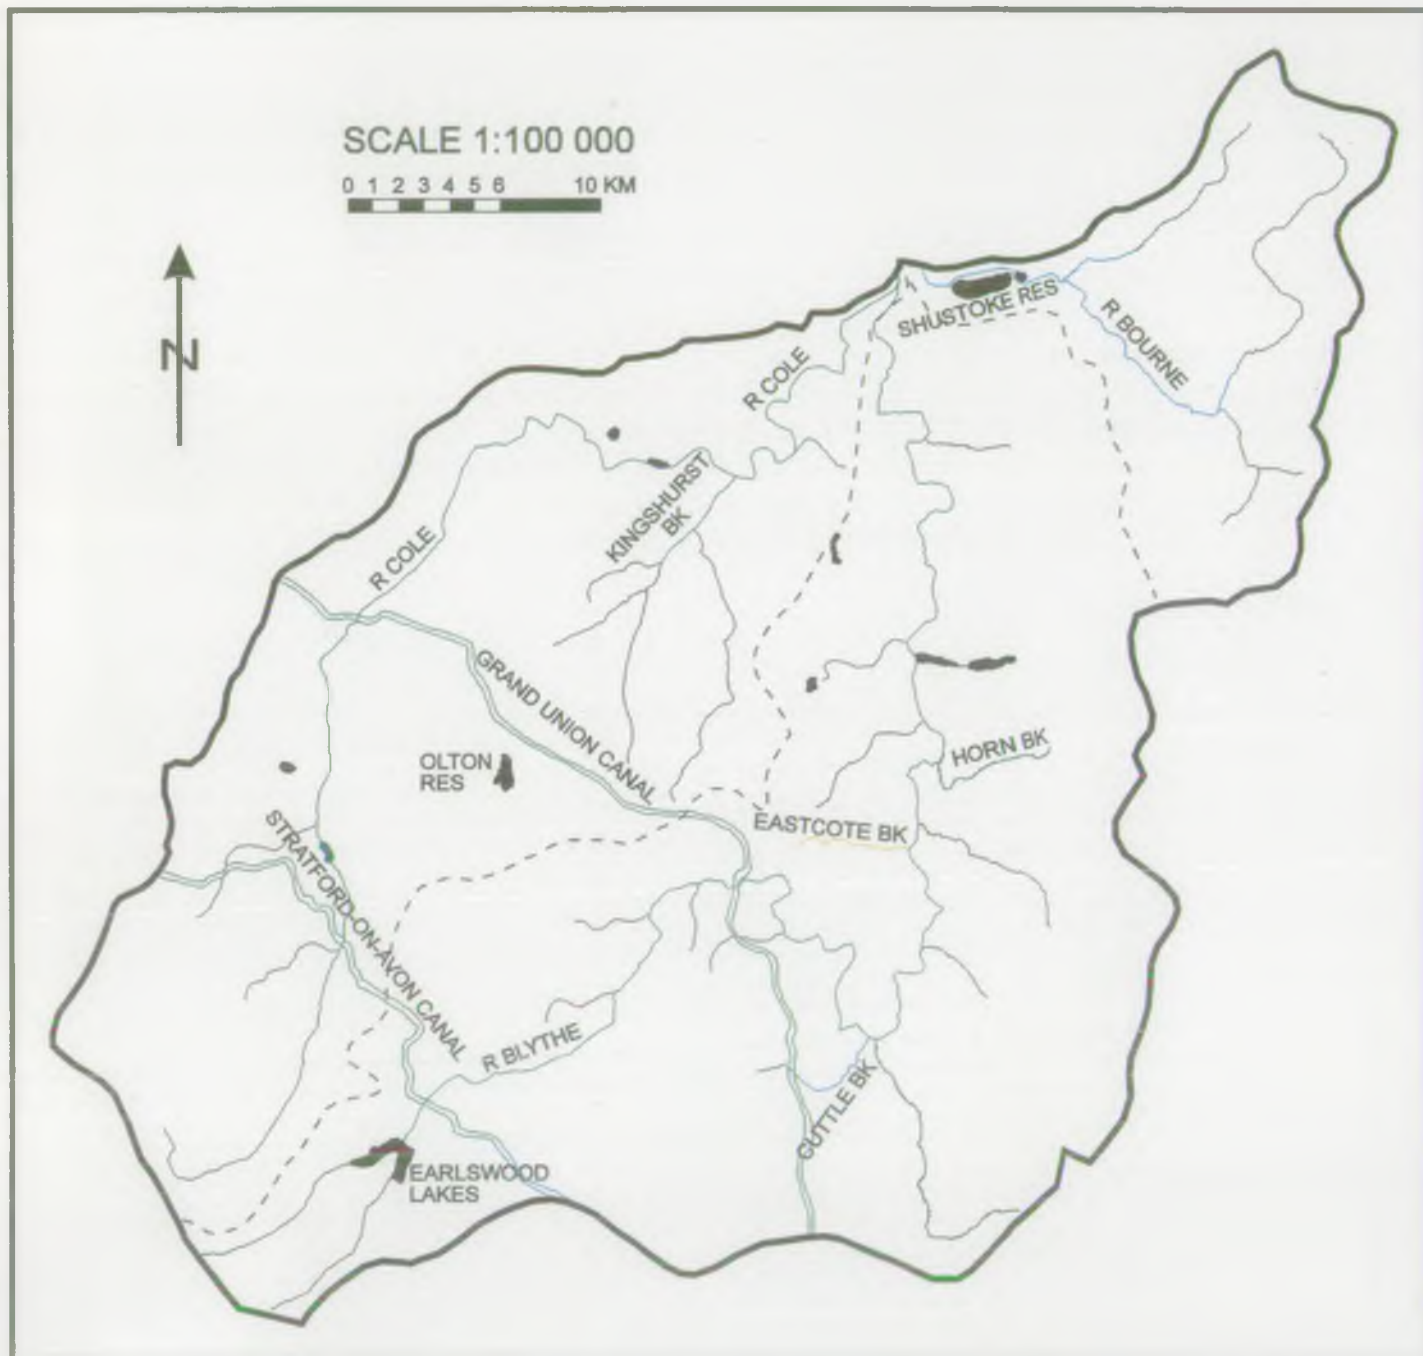 SCALE 1:100 000
0 1 2 3 4 5 6 10 KM
N
SHUSTOKE RES
R BOURNE
R COLE
KINGSHURST
BK
R COLE
GRAND UNION CANAL
OLTON
RES
HORN BK
EASTCOTE BK
STRATFORD-ON-AVON CANAL
R BLYTHE
CUTTLE BK
EARLSWOOD
LAKES